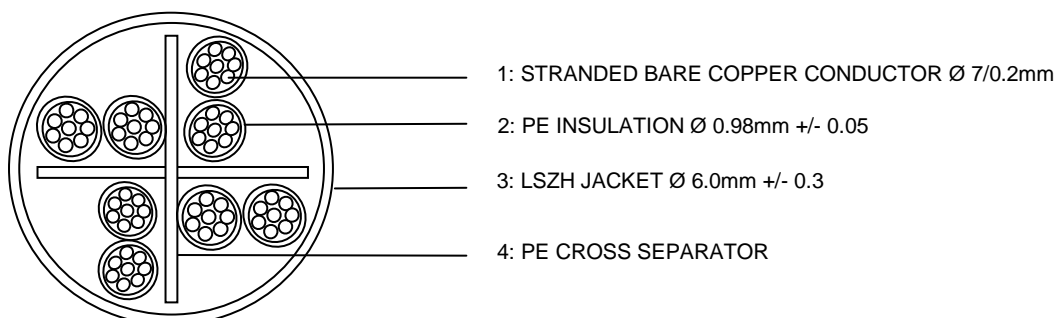 1: STRANDED BARE COPPER CONDUCTOR Ø 7/0.2mm
2: PE INSULATION Ø 0.98mm +/- 0.05
3: LSZH JACKET Ø 6.0mm +/- 0.3
4: PE CROSS SEPARATOR